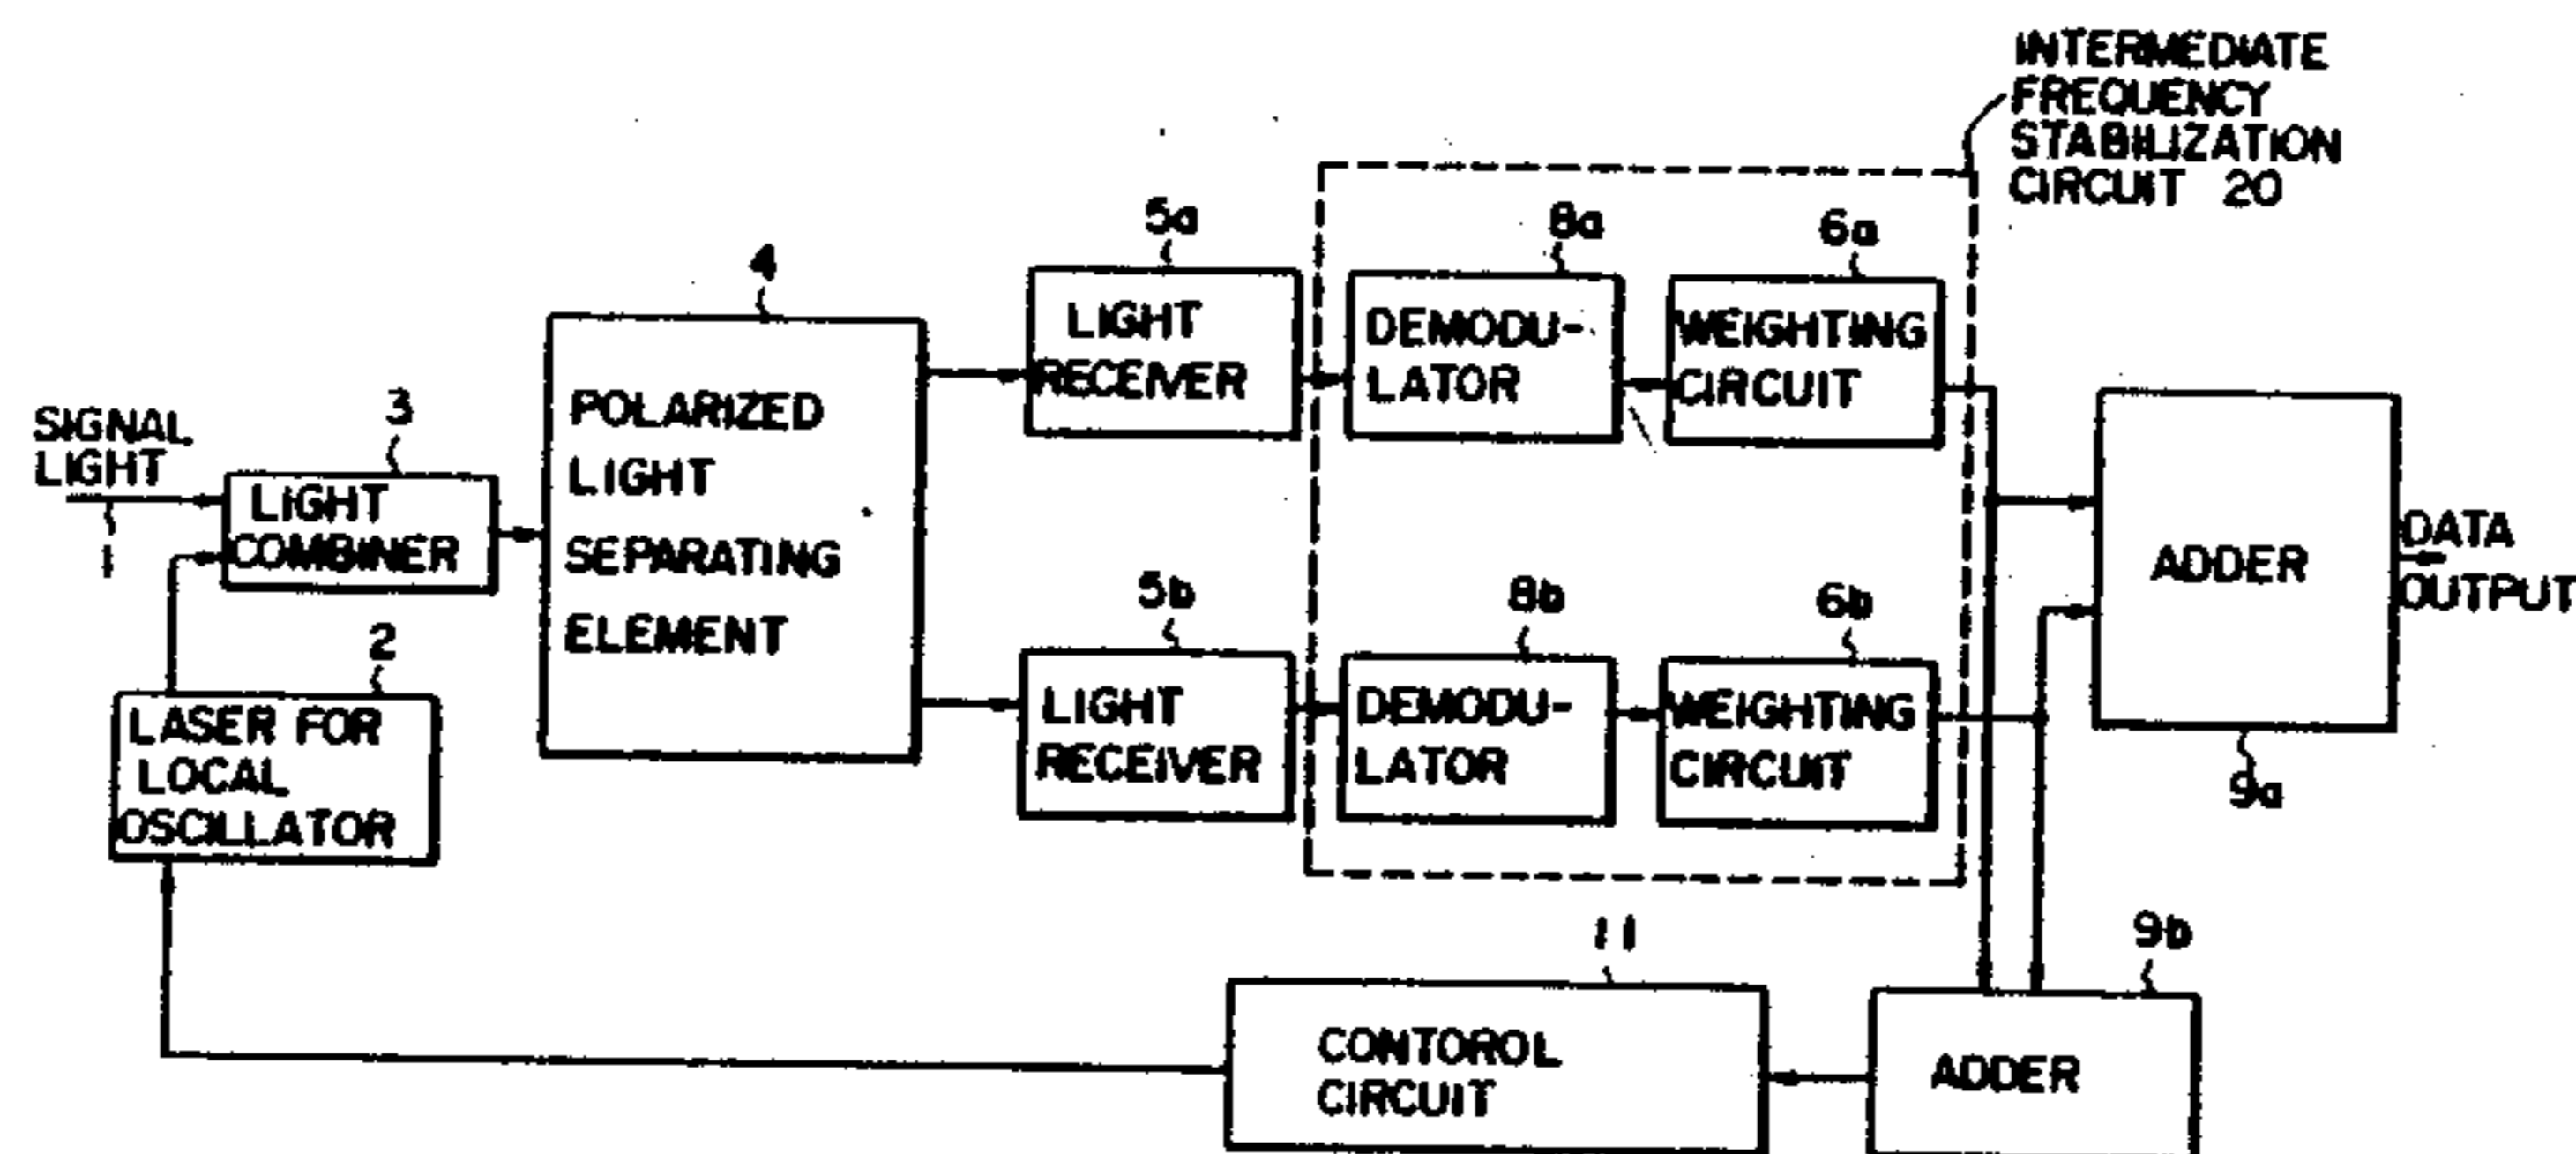 INTERMEDIATE
FREQUENCY
STABILIZATION
CIRCUIT 20
5a
8a
6a
4
LIGHT
RECEIVER
DEMODU-
LATOR
WEIGHTING
CIRCUIT
SIGNAL
LIGHT
1
3
LIGHT
COMBINER
POLARIZED
LIGHT
SEPARATING
ELEMENT
ADDER
9a
DATA
OUTPUT
2
LASER FOR
LOCAL
OSCILLATOR
5b
8b
6b
LIGHT
RECEIVER
DEMODU-
LATOR
WEIGHTING
CIRCUIT
11
9b
CONTOROL
CIRCUIT
ADDER